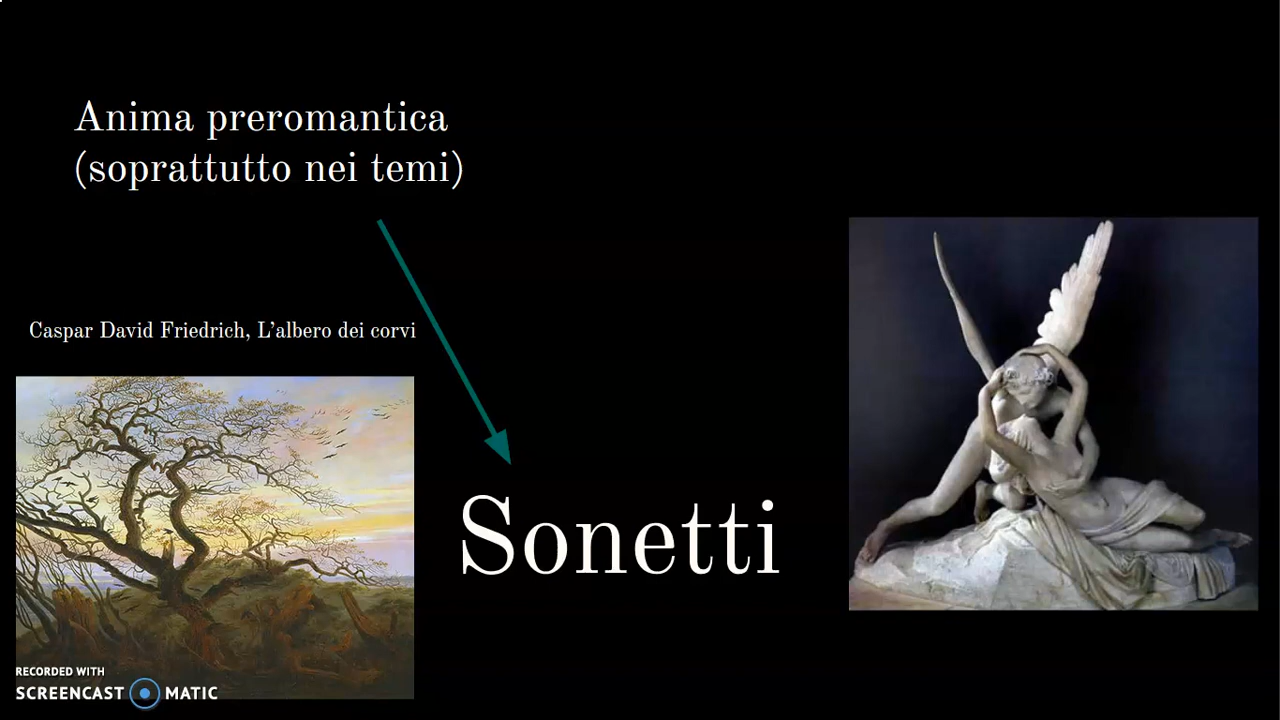 Anima preromantica
(soprattutto nei temi)
Caspar David Friedrich, L'albero dei corvi
Sonetti
RECORDED WITH
SCREENCAST MATIC